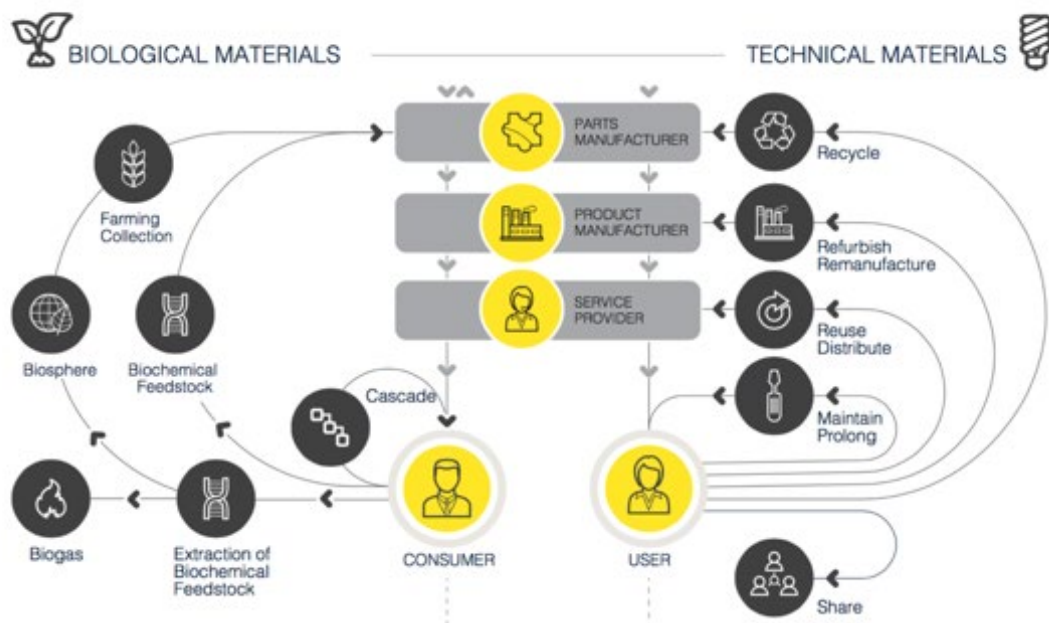 BIOLOGICAL MATERIALS
TECHNICAL MATERIALS
PARTS
MANUFACTURER
Recycle
Farming
Collection
PRODUCT
MANUFACTURER
Refurbish
Remanufacture
SERVICE
PROVIDER
Reuse
Distribute
Biosphere
Biochemical
Feedstock
Cascade
Maintain
Prolong
Biogas
Extraction of
Biochemical
Feedstock
CONSUMER
USER
Share